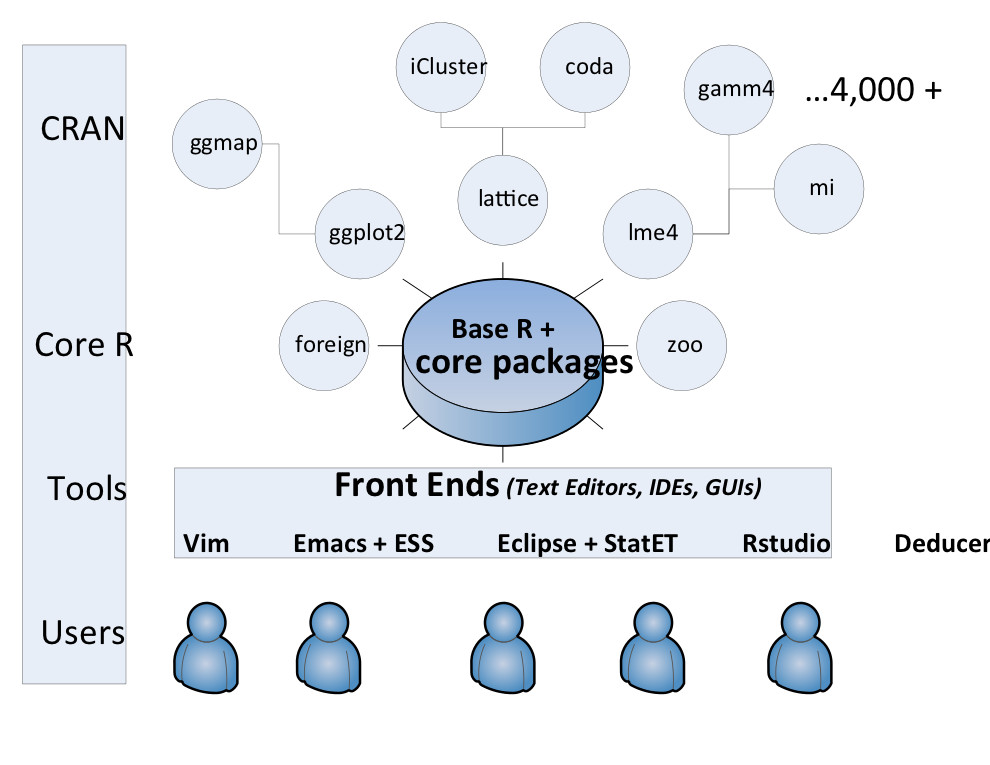 iCluster
coda
gamm4
...4,000 +
CRAN
ggmap
mi
lattice
ggplot2
lme4
Core R
foreign
Base R +
core packages
zoo
Tools
Front Ends (Text Editors, IDEs, GUIs)
Vim Emacs + ESS Eclipse + StatET Rstudio Deducer
Users